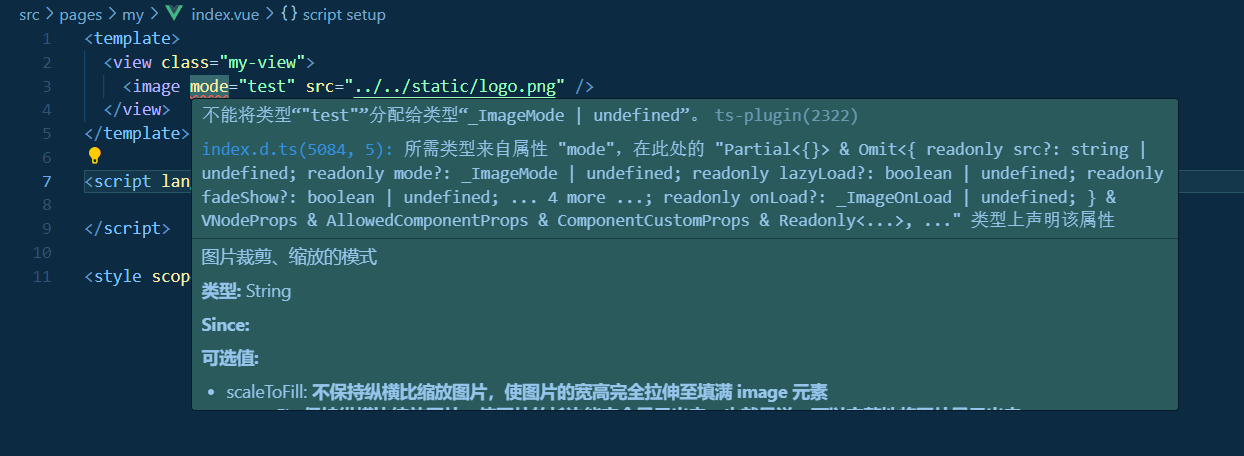 src > pages > my > index.vue > {} script setup
1 <template>
2 <view class="my-view">
3 <image mode="test" src="../../static/logo.png" />
4 </view>
5 </template>
6
7 <script lan
8
9 </script>
10
11 <style scop
不能将类型“"test"”分配给类型“_ImageMode | undefined”。 ts-plugin(2322)
index.d.ts(5084, 5): 所需类型来自属性 "mode"，在此处的 "Partial<{}> & Omit<{ readonly src?: string |
undefined; readonly mode?: _ImageMode | undefined; readonly lazyLoad?: boolean | undefined; readonly
fadeShow?: boolean | undefined; ... 4 more ...; readonly onLoad?: _ImageOnLoad | undefined; } &
VNodeProps & AllowedComponentProps & ComponentCustomProps & Readonly<...>, ..." 类型上声明该属性
图片裁剪、缩放的模式
类型: String
Since:
可选值:
• scaleToFill: 不保持纵横比缩放图片，使图片的宽高完全拉伸至填满 image 元素